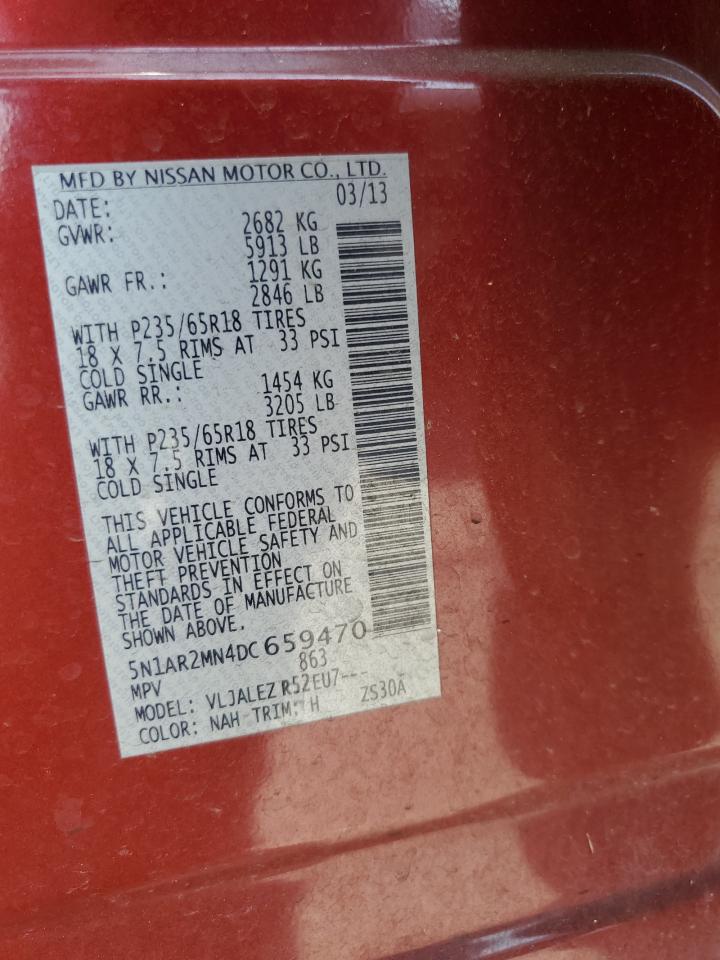 MFD BY NISSAN MOTOR CO., LTD.
DATE: 03/13
GVWR: 2682 KG
5913 LB
GAWR FR.: 1291 KG
2846 LB
WITH P235/65R18 TIRES
18 X 7.5 RIMS AT 33 PSI
COLD SINGLE
GAWR RR.: 1454 KG
3205 LB
WITH P235/65R18 TIRES
18 X 7.5 RIMS AT 33 PSI
COLD SINGLE
THIS VEHICLE CONFORMS TO
ALL APPLICABLE FEDERAL
MOTOR VEHICLE SAFETY AND
THEFT PREVENTION
STANDARDS IN EFFECT ON
THE DATE OF MANUFACTURE
SHOWN ABOVE.
5N1AR2MN4DC659470
MPV 863
MODEL: VLJALEZ R52EU7---
COLOR: NAH TRIM: H ZS30A